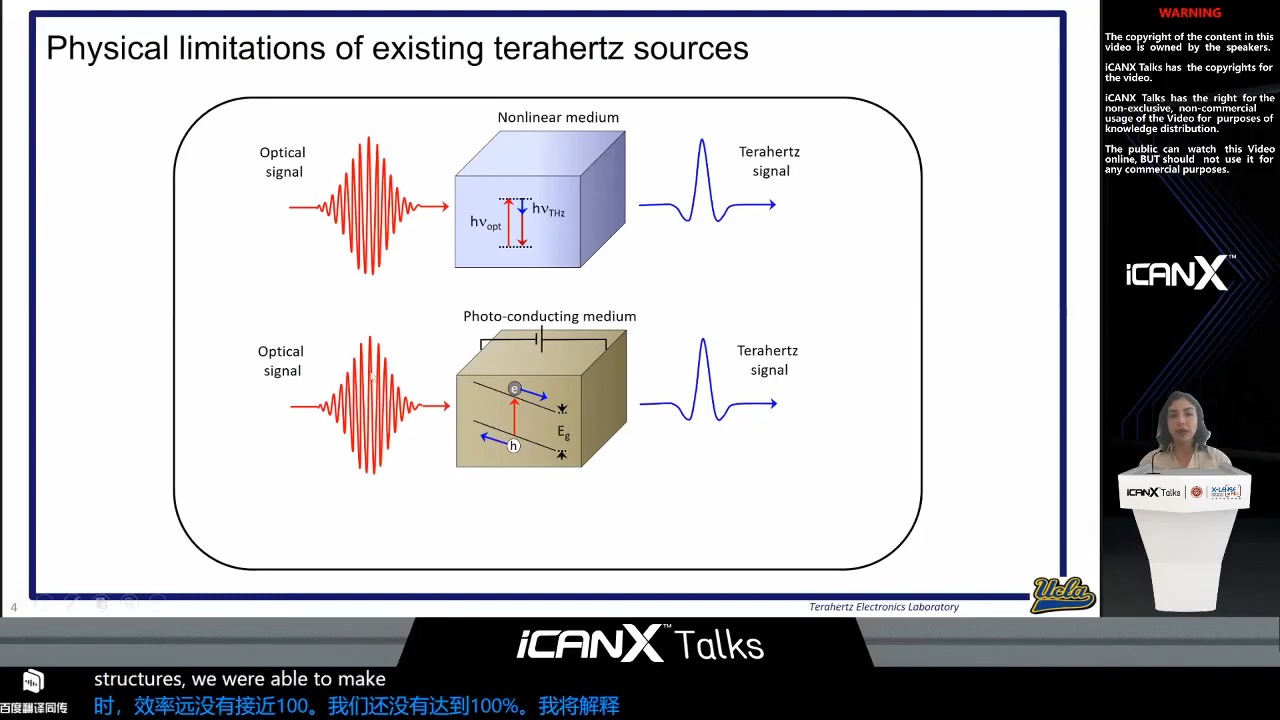 Physical limitations of existing terahertz sources
Nonlinear medium
Optical
signal
Terahertz
signal
hνopt
hνTHz
Photo-conducting medium
Optical
signal
Terahertz
signal
e
Eg
h
4
Terahertz Electronics Laboratory
Ucla
WARNING
The copyright of the content in this
video is owned by the speakers.
iCANX Talks has the copyrights for
the video.
iCANX Talks has the right for the
non-exclusive, non-commercial
usage of the Video for purposes of
knowledge distribution.
The public can watch this Video
online, BUT should not use it for
any commercial purposes.
iCANX™
iCANX Talks
X-LENSE
iCANX™ Talks
structures, we were able to make
时，效率远没有接近100。我们还没有达到100%。我将解释
百度翻译同传